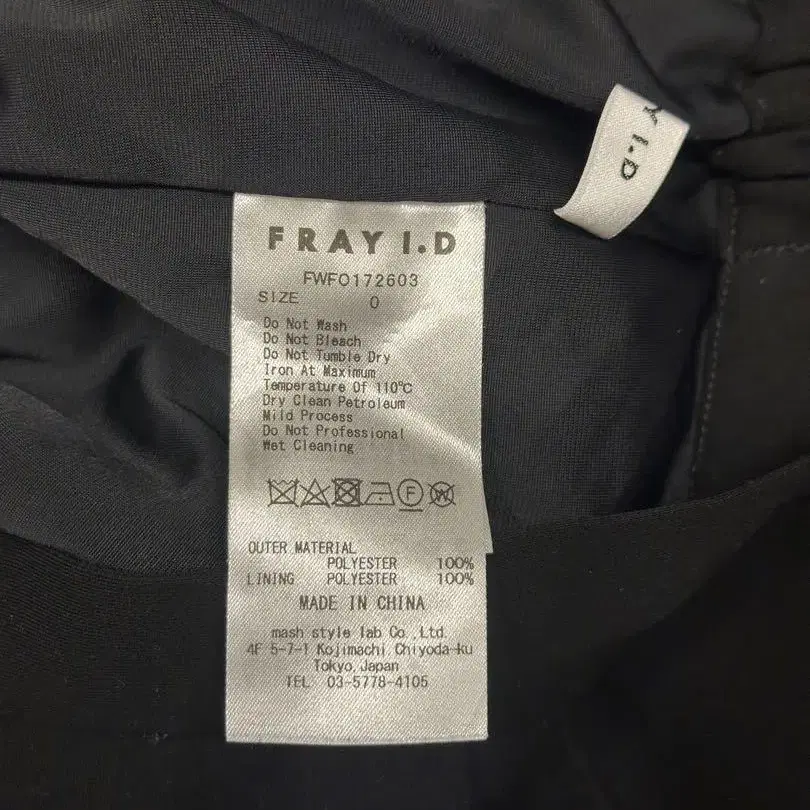 Y I.D
FRAY I.D
FWFO172603
SIZE 0
Do Not Wash
Do Not Bleach
Do Not Tumble Dry
Iron At Maximum
Temperature Of 110℃
Dry Clean Petroleum
Mild Process
Do Not Professional
Wet Cleaning
F W
OUTER MATERIAL
POLYESTER 100%
LINING POLYESTER 100%
MADE IN CHINA
mash style lab Co.,Ltd.
4F 5-7-1 Kojimachi Chiyoda-ku
Tokyo,Japan
TEL 03-5778-4105